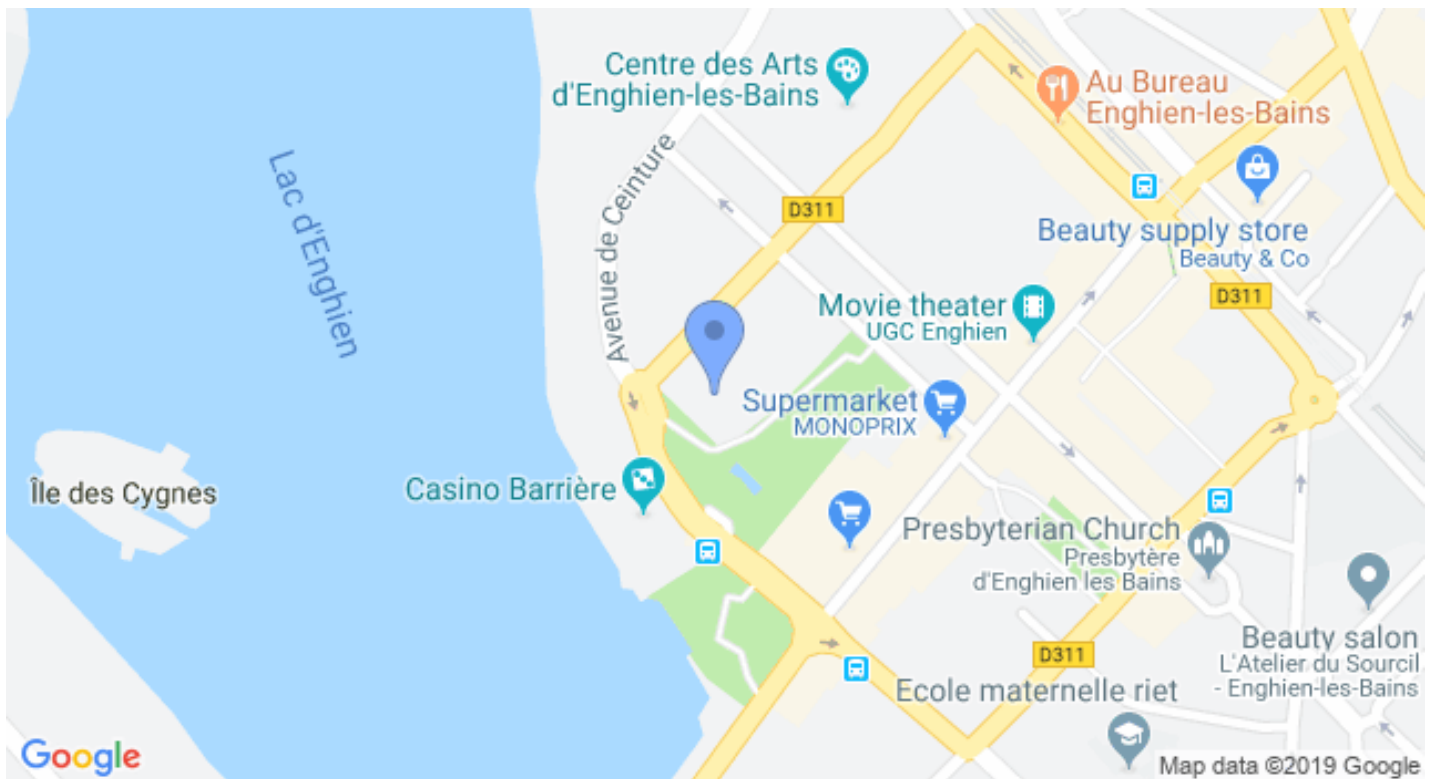 Centre des Arts
d'Enghien-les-Bains
Au Bureau
Enghien-les-Bains
Lac d'Enghien
Avenue de Ceinture
D311
Beauty supply store
Beauty & Co
D311
Movie theater
UGC Enghien
Supermarket
MONOPRIX
Île des Cygnes
Casino Barrière
Presbyterian Church
Presbytère
d'Enghien les Bains
Beauty salon
L'Atelier du Sourcil
- Enghien-les-Bains
D311
Ecole maternelle riet
Google
Map data ©2019 Google